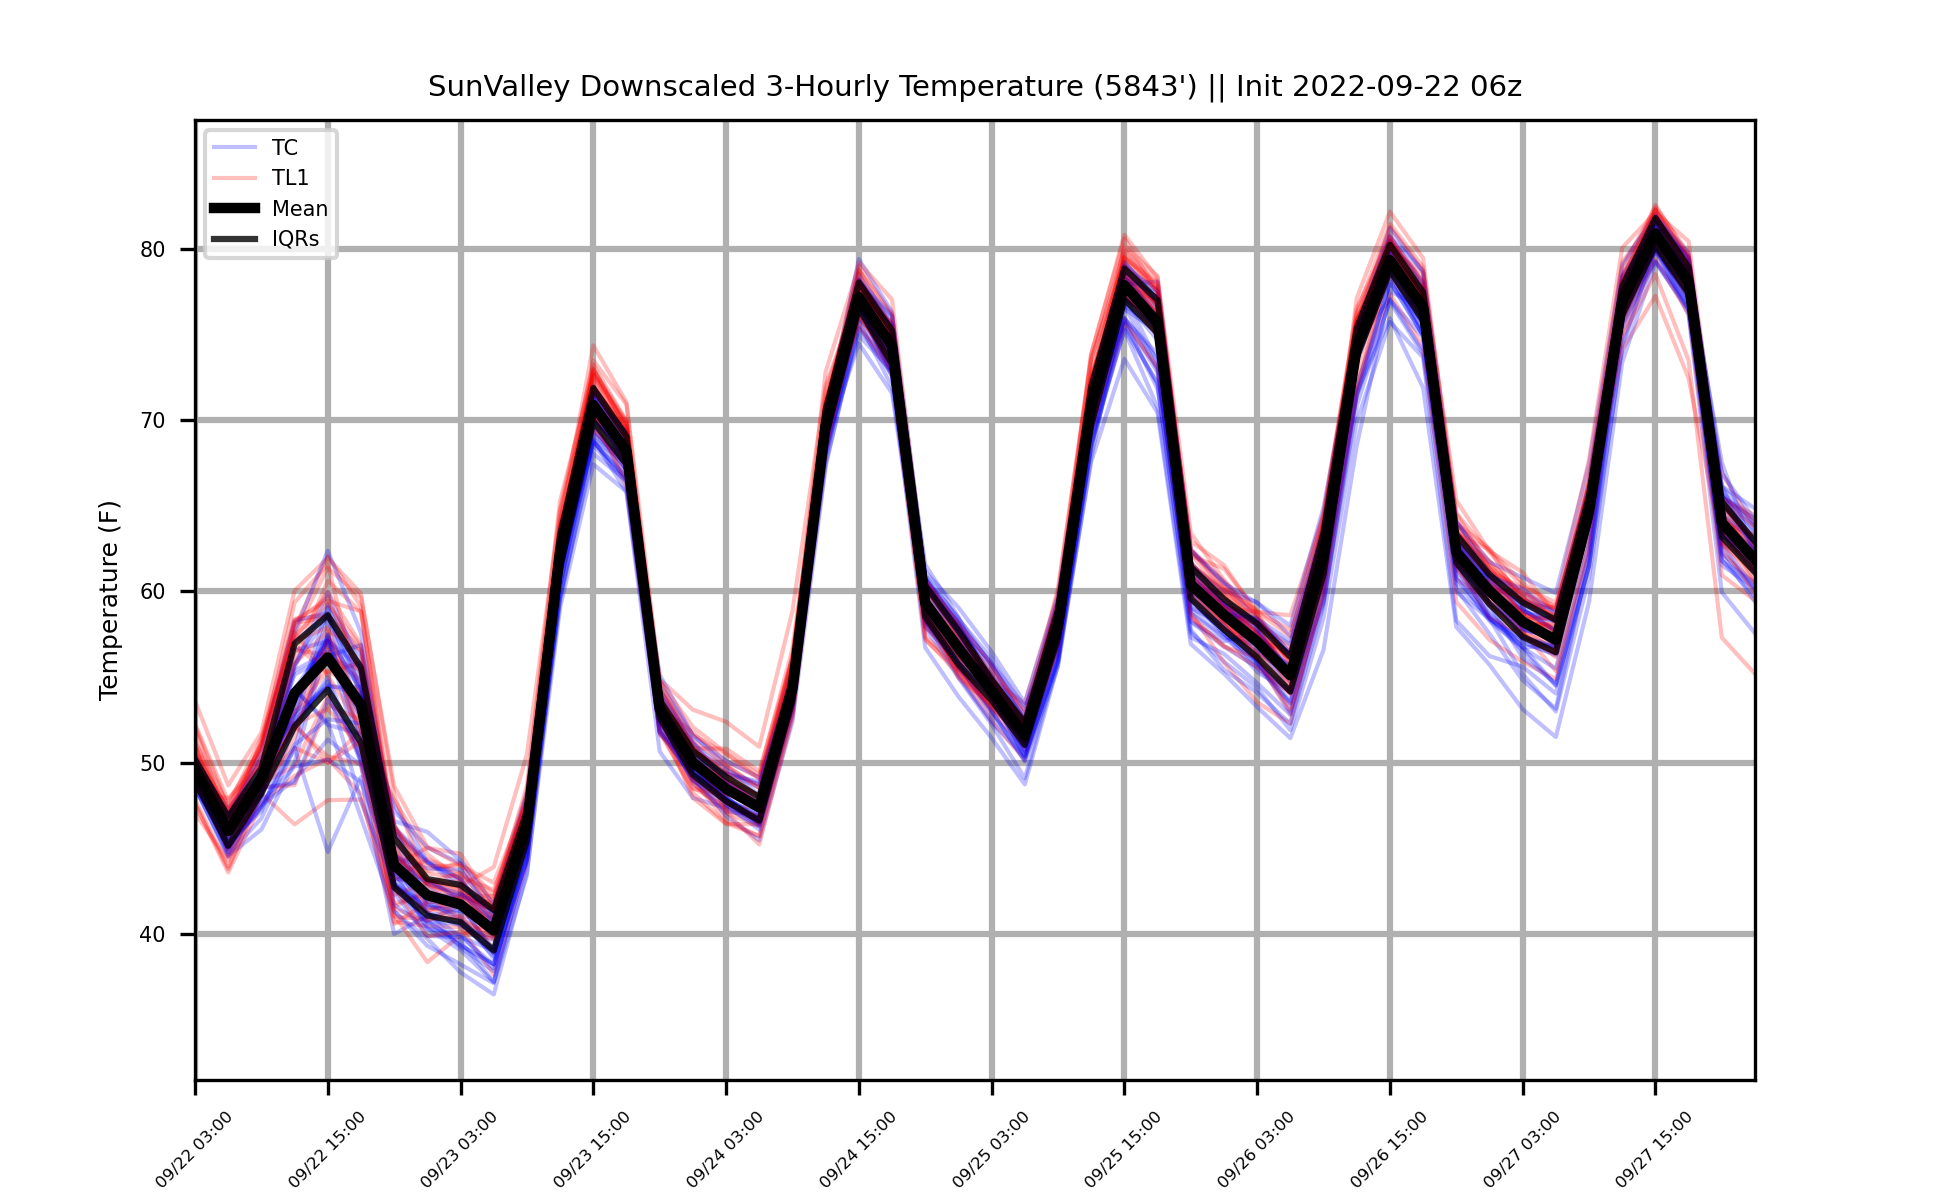 SunValley Downscaled 3-Hourly Temperature (5843') || Init 2022-09-22 06z
TC
TL1
Mean
IQRs
Temperature (F)
80
70
60
50
40
09/22 03:00
09/22 15:00
09/23 03:00
09/23 15:00
09/24 03:00
09/24 15:00
09/25 03:00
09/25 15:00
09/26 03:00
09/26 15:00
09/27 03:00
09/27 15:00